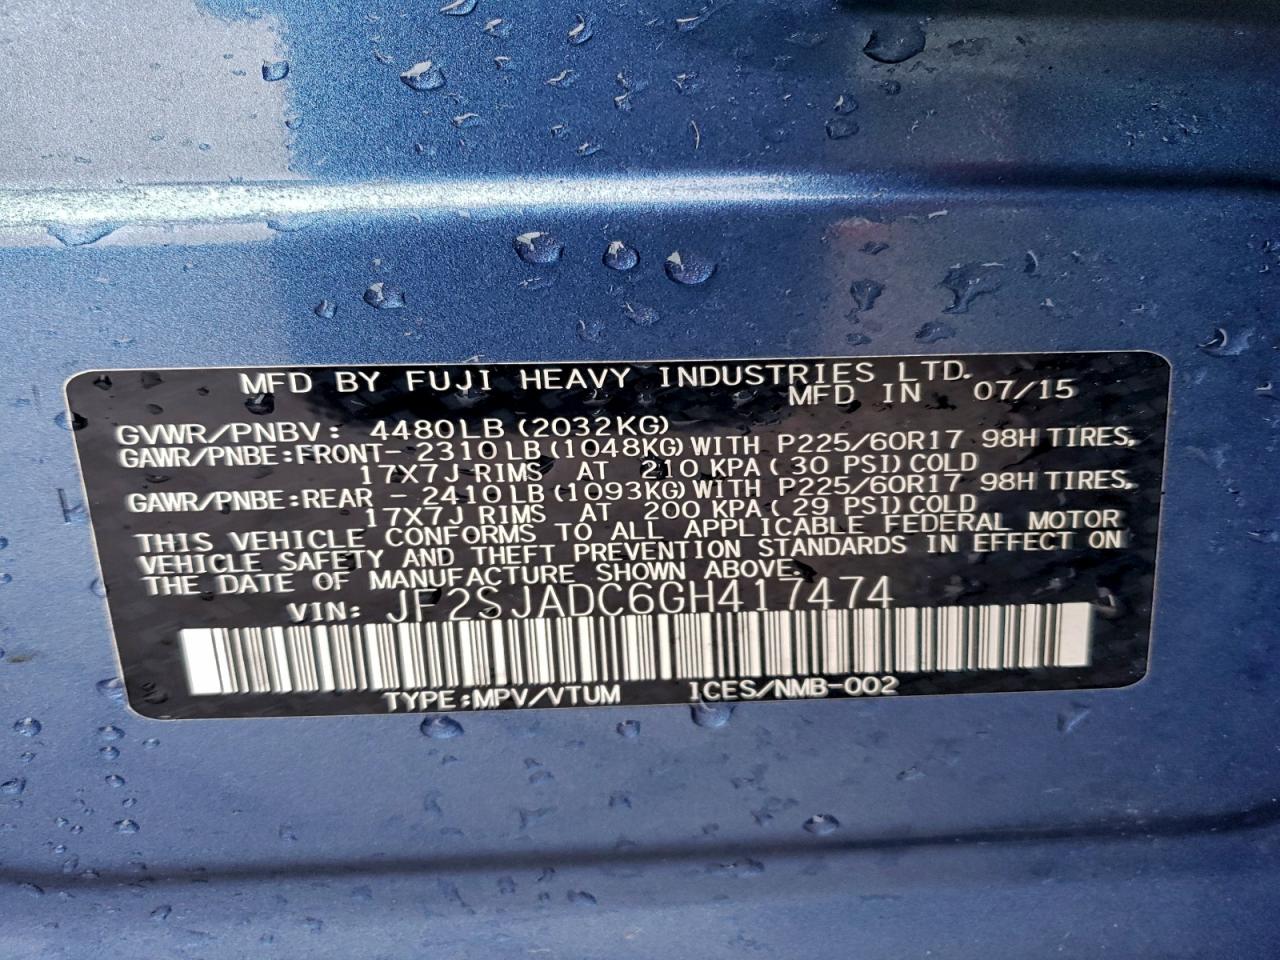 MFD BY FUJI HEAVY INDUSTRIES LTD.
MFD IN 07/15
GVWR/PNBV: 4480LB (2032KG)
GAWR/PNBE:FRONT- 2310LB (1048KG) WITH P225/60R17 98H TIRES,
17X7J RIMS AT 210 KPA ( 30 PSI) COLD
GAWR/PNBE:REAR - 2410LB (1093KG) WITH P225/60R17 98H TIRES,
17X7J RIMS AT 200 KPA ( 29 PSI) COLD
THIS VEHICLE CONFORMS TO ALL APPLICABLE FEDERAL MOTOR
VEHICLE SAFETY AND THEFT PREVENTION STANDARDS IN EFFECT ON
THE DATE OF MANUFACTURE SHOWN ABOVE.
VIN: JF2SJADC6GH417474
TYPE:MPV/VTUM ICES/NMB-002